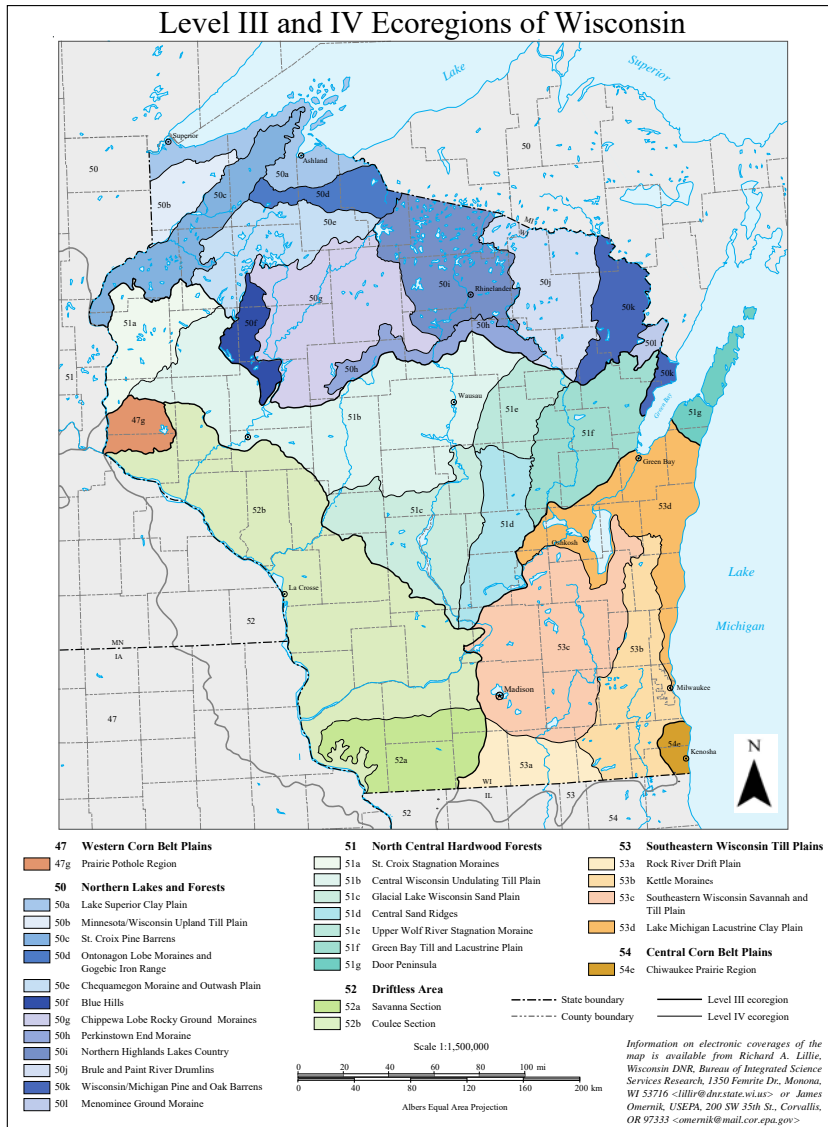 Level III and IV Ecoregions of Wisconsin
Lake
Superior
Superior
50
Ashland
50
50a
50c
50d
50b
50e
MI
WI
50i
50j
50g
Rhinelander
50k
51a
50f
50h
50l
50h
50k
51
Wausau
51e
Green Bay
51b
51g
47g
51f
Green Bay
53d
52b
51c
51d
Oshkosh
La Crosse
Lake
Michigan
52
MN
IA
53c
53b
Madison
Milwaukee
47
54e
Kenosha
52a
53a
WI
IL
52
53
54
N
47 Western Corn Belt Plains
47g Prairie Pothole Region
50 Northern Lakes and Forests
50a Lake Superior Clay Plain
50b Minnesota/Wisconsin Upland Till Plain
50c St. Croix Pine Barrens
50d Ontonagon Lobe Moraines and
Gogebic Iron Range
50e Chequamegon Moraine and Outwash Plain
50f Blue Hills
50g Chippewa Lobe Rocky Ground Moraines
50h Perkinstown End Moraine
50i Northern Highlands Lakes Country
50j Brule and Paint River Drumlins
50k Wisconsin/Michigan Pine and Oak Barrens
50l Menominee Ground Moraine
51 North Central Hardwood Forests
51a St. Croix Stagnation Moraines
51b Central Wisconsin Undulating Till Plain
51c Glacial Lake Wisconsin Sand Plain
51d Central Sand Ridges
51e Upper Wolf River Stagnation Moraine
51f Green Bay Till and Lacustrine Plain
51g Door Peninsula
52 Driftless Area
52a Savanna Section
52b Coulee Section
53 Southeastern Wisconsin Till Plains
53a Rock River Drift Plain
53b Kettle Moraines
53c Southeastern Wisconsin Savannah and
Till Plain
53d Lake Michigan Lacustrine Clay Plain
54 Central Corn Belt Plains
54e Chiwaukee Prairie Region
State boundary
County boundary
Level III ecoregion
Level IV ecoregion
Scale 1:1,500,000
0 20 40 60 80 100 mi
0 40 40 80 120 160 200 km
Albers Equal Area Projection
Information on electronic coverages of the
map is available from Richard A. Lillie,
Wisconsin DNR, Bureau of Integrated Science
Services Research, 1350 Femrite Dr., Monona,
WI 53716 <lillir@dnr.state.wi.us> or James
Omernik, USEPA, 200 SW 35th St., Corvallis,
OR 97333 <omernik@mail.cor.epa.gov>